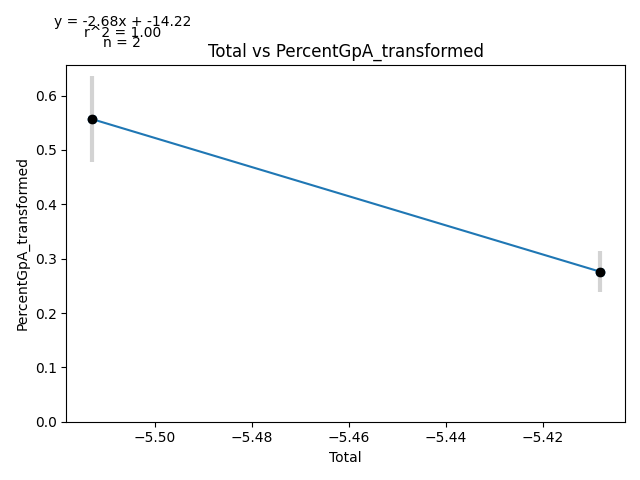 y = -2.68x + -14.22
r^2 = 1.00
n = 2
Total vs PercentGpA_transformed
0.6
0.5
0.4
0.3
0.2
0.1
0.0
PercentGpA_transformed
−5.50 −5.48 −5.46 −5.44 −5.42
Total